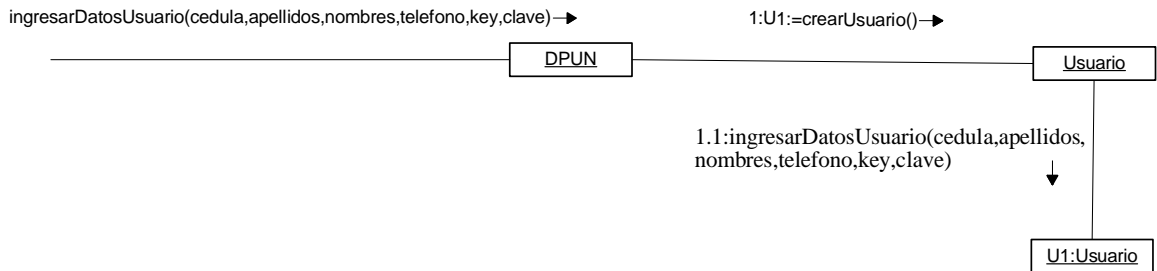 ingresarDatosUsuario(cedula,apellidos,nombres,telefono,key,clave)
1:U1:=crearUsuario()
DPUN
Usuario
1.1:ingresarDatosUsuario(cedula,apellidos,
nombres,telefono,key,clave)
U1:Usuario